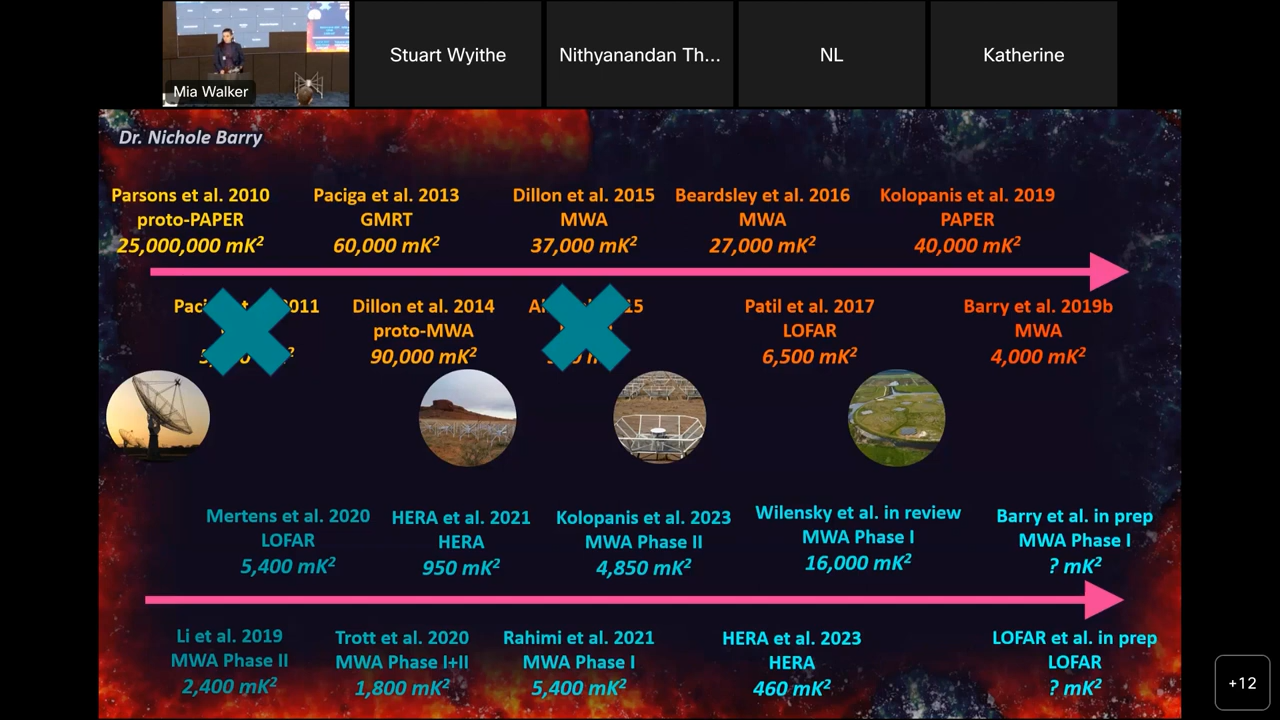 Mia Walker
Stuart Wyithe
Nithyanandan Th...
NL
Katherine
Dr. Nichole Barry
Parsons et al. 2010
proto-PAPER
25,000,000 mK²
Paciga et al. 2013
GMRT
60,000 mK²
Dillon et al. 2015
MWA
37,000 mK²
Beardsley et al. 2016
MWA
27,000 mK²
Kolopanis et al. 2019
PAPER
40,000 mK²
Dillon et al. 2014
proto-MWA
90,000 mK²
Patil et al. 2017
LOFAR
6,500 mK²
Barry et al. 2019b
MWA
4,000 mK²
Mertens et al. 2020
LOFAR
5,400 mK²
HERA et al. 2021
HERA
950 mK²
Kolopanis et al. 2023
MWA Phase II
4,850 mK²
Wilensky et al. in review
MWA Phase I
16,000 mK²
Barry et al. in prep
MWA Phase I
? mK²
Li et al. 2019
MWA Phase II
2,400 mK²
Trott et al. 2020
MWA Phase I+II
1,800 mK²
Rahimi et al. 2021
MWA Phase I
5,400 mK²
HERA et al. 2023
HERA
460 mK²
LOFAR et al. in prep
LOFAR
? mK²
+12